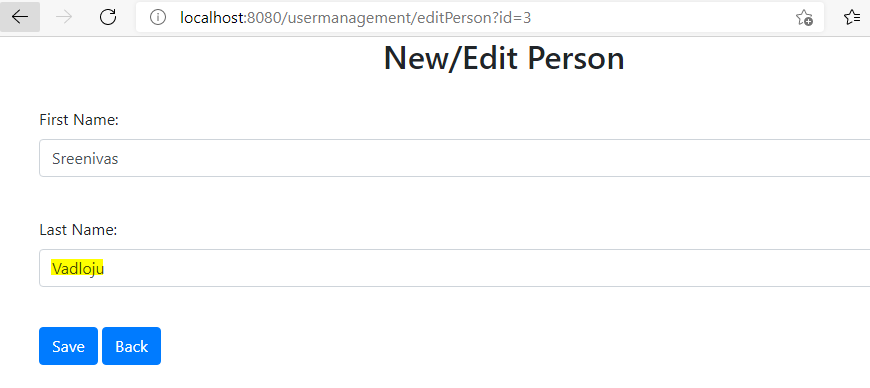 localhost:8080/usermanagement/editPerson?id=3
New/Edit Person
First Name:
Sreenivas
Last Name:
Vadloju
Save Back